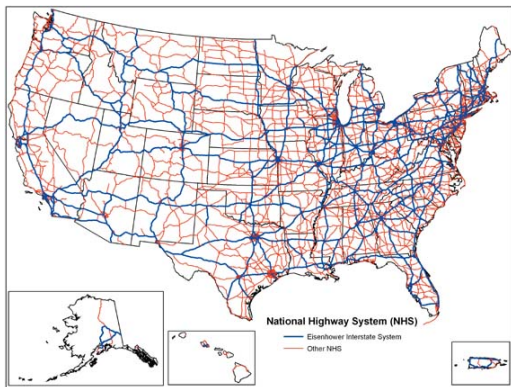 National Highway System (NHS)
Eisenhower Interstate System
Other NHS